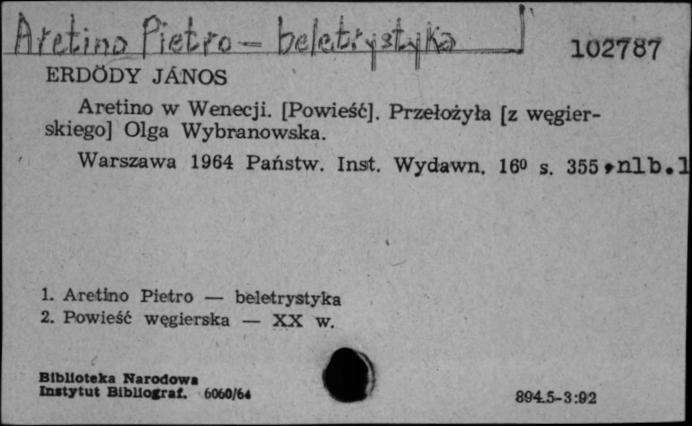 Aretino Pietro - beletrystyka
102787
ERDÖDY JÁNOS
Aretino w Wenecji. [Powieść]. Przełożyła [z węgier-
skiego] Olga Wybranowska.
Warszawa 1964 Państw. Inst. Wydawn. 16⁰ s. 355, nlb.1
1. Aretino Pietro — beletrystyka
2. Powieść węgierska — XX w.
Biblioteka Narodowa
Instytut Bibliograf. 6060/64
894.5-3:92